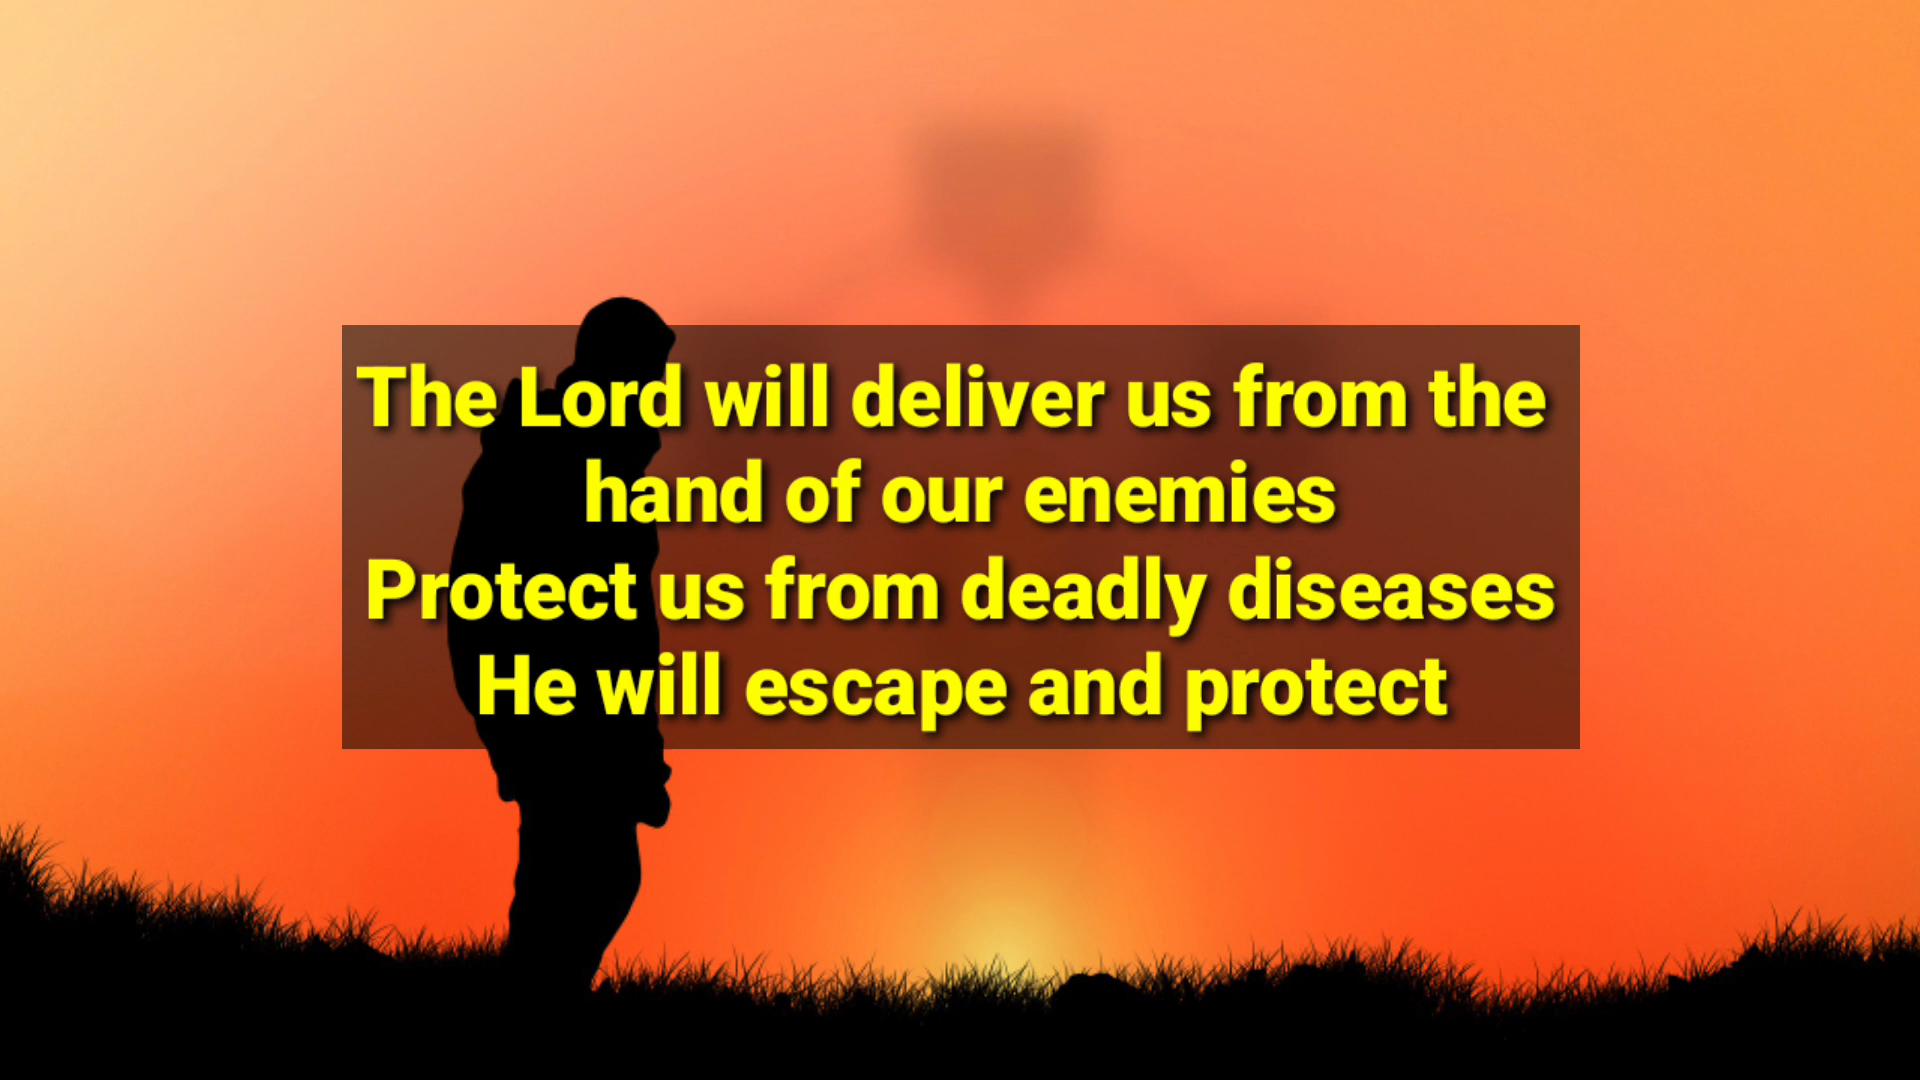 The Lord will deliver us from the
hand of our enemies
Protect us from deadly diseases
He will escape and protect